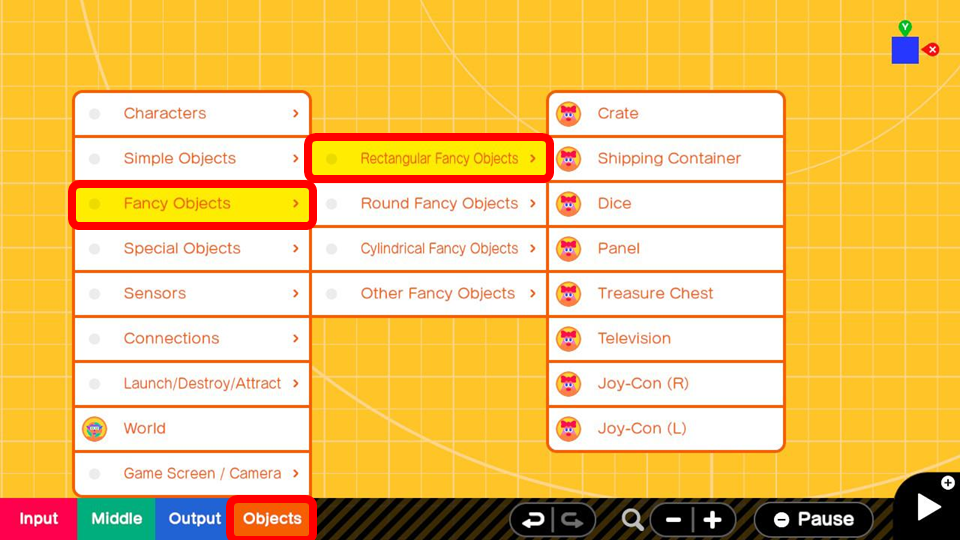 Y
X
Characters
Simple Objects
Fancy Objects
Special Objects
Sensors
Connections
Launch/Destroy/Attract
World
Game Screen / Camera
Rectangular Fancy Objects
Round Fancy Objects
Cylindrical Fancy Objects
Other Fancy Objects
Crate
Shipping Container
Dice
Panel
Treasure Chest
Television
Joy-Con (R)
Joy-Con (L)
Input
Middle
Output
Objects
Pause